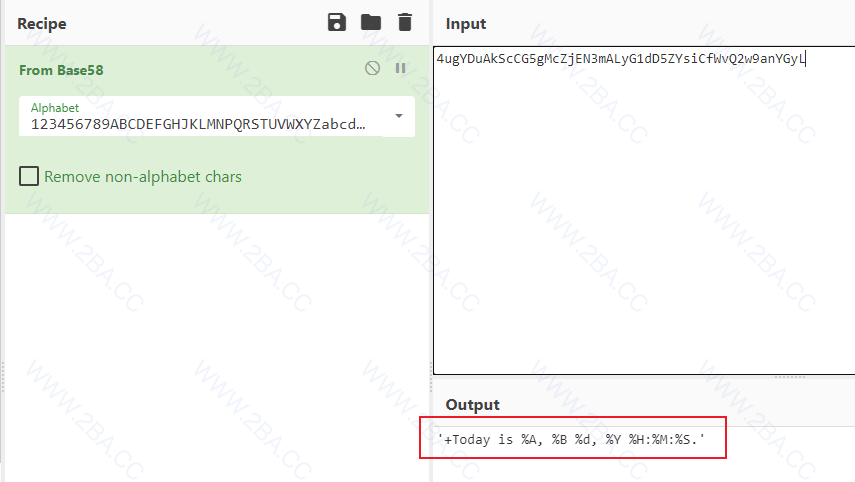 Recipe
From Base58
Alphabet
123456789ABCDEFGHJKLMNPQRSTUVWXYZabcd…
Remove non-alphabet chars
Input
4ugYDuAkScCG5gMcZjEN3mALyG1dD5ZYsiCfWvQ2w9anYGyL
Output
'+Today is %A, %B %d, %Y %H:%M:%S.'
WWW.2BA.CC